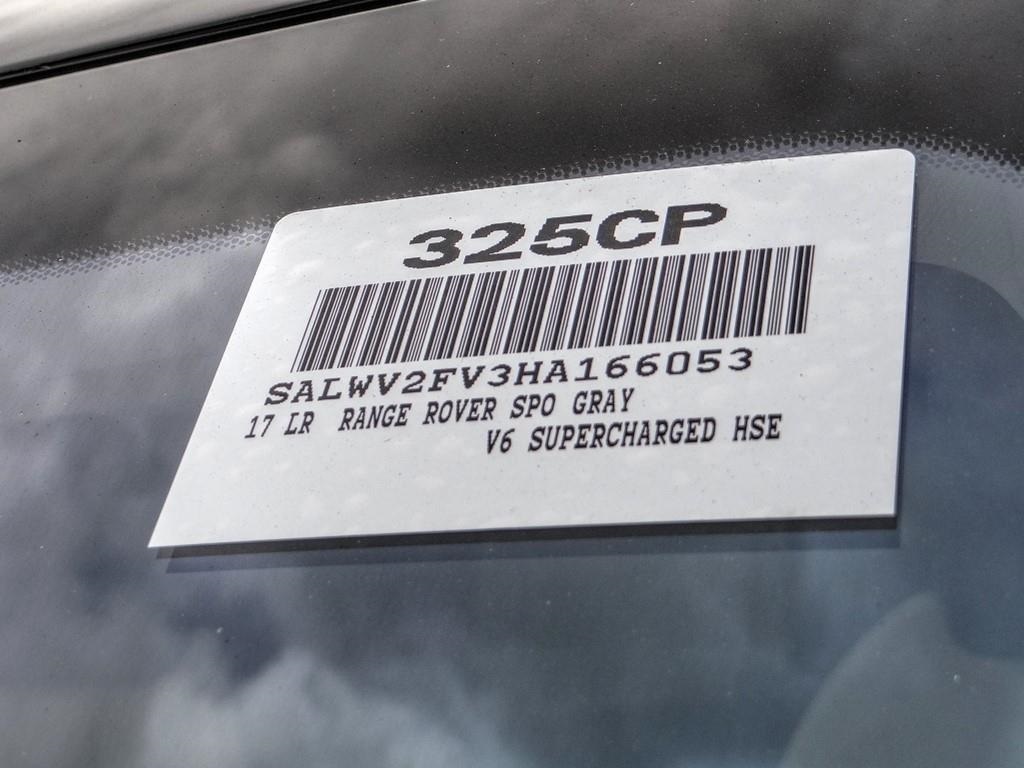 325CP
SALWV2FV3HA166053
17 LR RANGE ROVER SPO GRAY
V6 SUPERCHARGED HSE